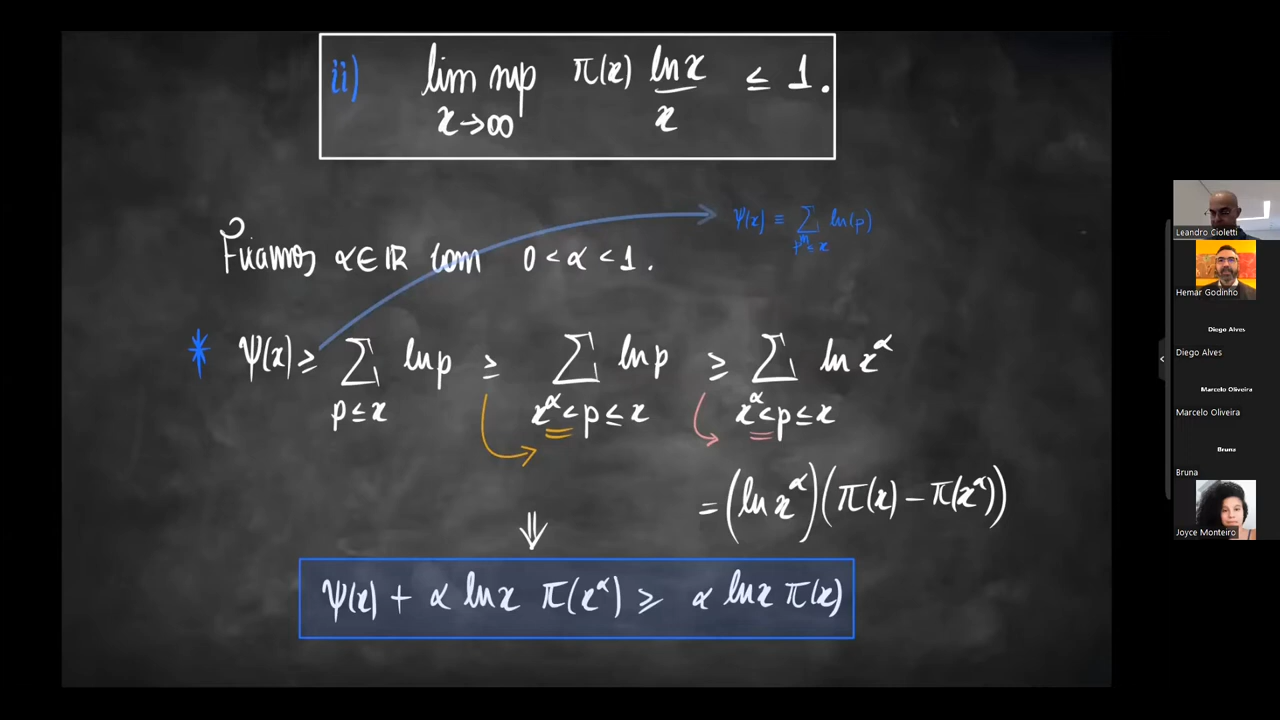 ii) lim sup π(x) ln x / x ≤ 1.
x→∞
Ψ(x) ≡ ∑ ln(p)
p^m ≤ x
Fixamos α ∈ ℝ com 0 < α < 1.
* Ψ(x) ≥ ∑ ln p ≥ ∑ ln p ≥ ∑ ln x^α
p ≤ x x^α < p ≤ x x^α < p ≤ x
= (ln x^α)(π(x) − π(x^α))
⇓
Ψ(x) + α ln x π(x^α) ≥ α ln x π(x)
Leandro Cioletti
Hemar Godinho
Diego Alves
Diego Alves
Marcelo Oliveira
Marcelo Oliveira
Bruna
Bruna
Joyce Monteiro